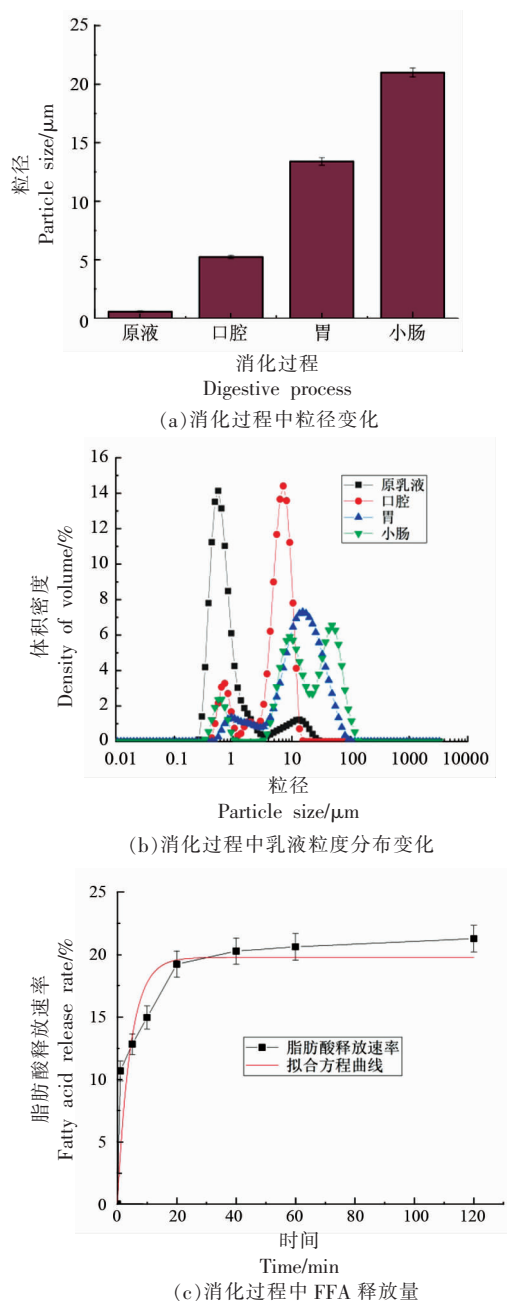 25
20
15
10
5
0
粒径
Particle size/μm
原液 口腔 胃 小肠
消化过程
Digestive process
(a)消化过程中粒径变化
16
14
12
10
8
6
4
2
0
体积密度
Density of volume/%
原乳液
口腔
胃
小肠
0.01 0.1 1 10 100 1000 10000
粒径
Particle size/μm
(b)消化过程中乳液粒度分布变化
25
20
15
10
5
0
脂肪酸释放速率
Fatty acid release rate/%
脂肪酸释放速率
拟合方程曲线
0 20 40 60 80 100 120
时间
Time/min
(c)消化过程中 FFA 释放量